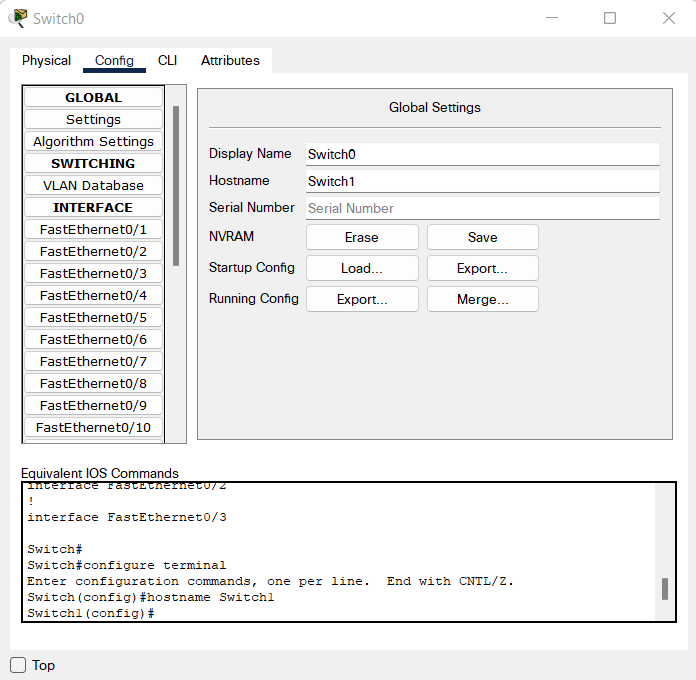 Switch0
Physical Config CLI Attributes
GLOBAL
Settings
Algorithm Settings
SWITCHING
VLAN Database
INTERFACE
FastEthernet0/1
FastEthernet0/2
FastEthernet0/3
FastEthernet0/4
FastEthernet0/5
FastEthernet0/6
FastEthernet0/7
FastEthernet0/8
FastEthernet0/9
FastEthernet0/10
Global Settings
Display Name Switch0
Hostname Switch1
Serial Number Serial Number
NVRAM Erase Save
Startup Config Load... Export...
Running Config Export... Merge...
Equivalent IOS Commands
interface FastEthernet0/2
!
interface FastEthernet0/3
Switch#
Switch#configure terminal
Enter configuration commands, one per line.  End with CNTL/Z.
Switch(config)#hostname Switch1
Switch1(config)#
Top